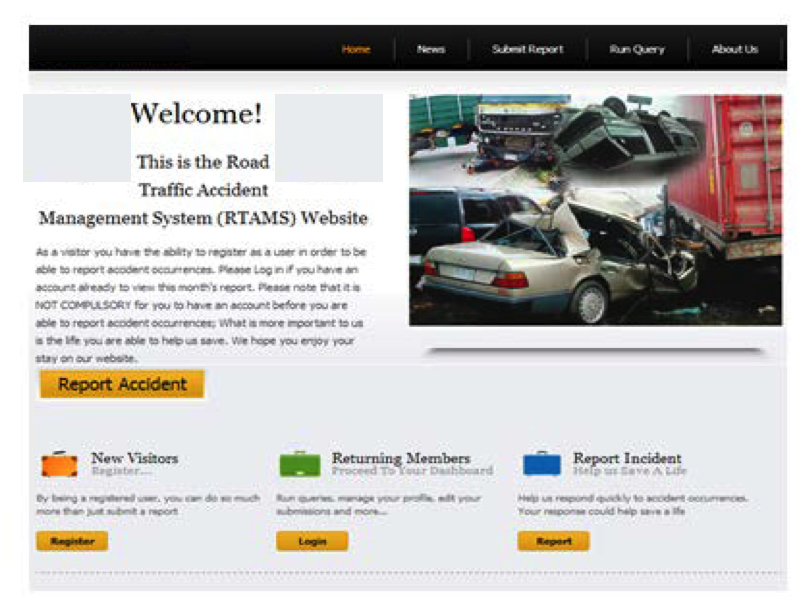 Home News Submit Report Run Query About Us
Welcome!
This is the Road
Traffic Accident
Management System (RTAMS) Website
As a visitor you have the ability to register as a user in order to be
able to report accident occurrences. Please Log in if you have an
account already to view this month's report. Please note that it is
NOT COMPULSORY for you to have an account before you are
able to report accident occurrences; What is more important to us
is the life you are able to help us save. We hope you enjoy your
stay on our website.
Report Accident
New Visitors
Register...
By being a registered user, you can do so much
more than just submit a report
Register
Returning Members
Proceed To Your Dashboard
Run queries, manage your profile, edit your
submissions and more...
Login
Report Incident
Help us Save A Life
Help us respond quickly to accident occurrences.
Your response could help save a life
Report